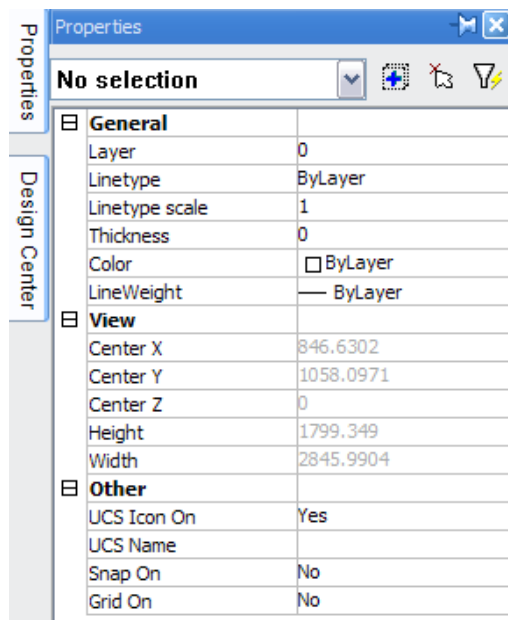 Properties
Design Center
Properties
No selection
General
Layer 0
Linetype ByLayer
Linetype scale 1
Thickness 0
Color ByLayer
LineWeight ByLayer
View
Center X 846.6302
Center Y 1058.0971
Center Z 0
Height 1799.349
Width 2845.9904
Other
UCS Icon On Yes
UCS Name
Snap On No
Grid On No